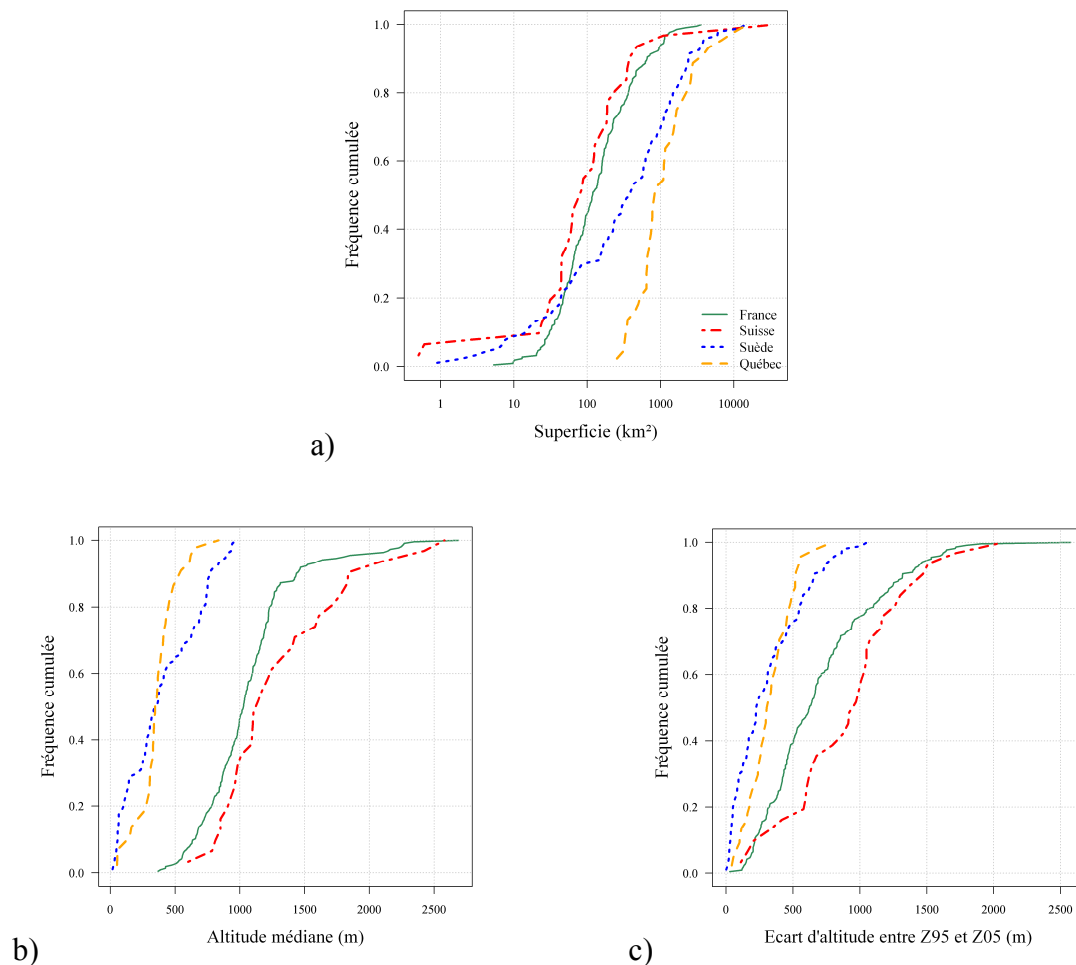 1.0
0.8
0.6
0.4
0.2
0.0
Fréquence cumulée
France
Suisse
Suède
Québec
1 10 100 1000 10000
Superficie (km²)
a)
1.0
0.8
0.6
0.4
0.2
0.0
Fréquence cumulée
0 500 1000 1500 2000 2500
Altitude médiane (m)
b)
1.0
0.8
0.6
0.4
0.2
0.0
Fréquence cumulée
0 500 1000 1500 2000 2500
Ecart d'altitude entre Z95 et Z05 (m)
c)